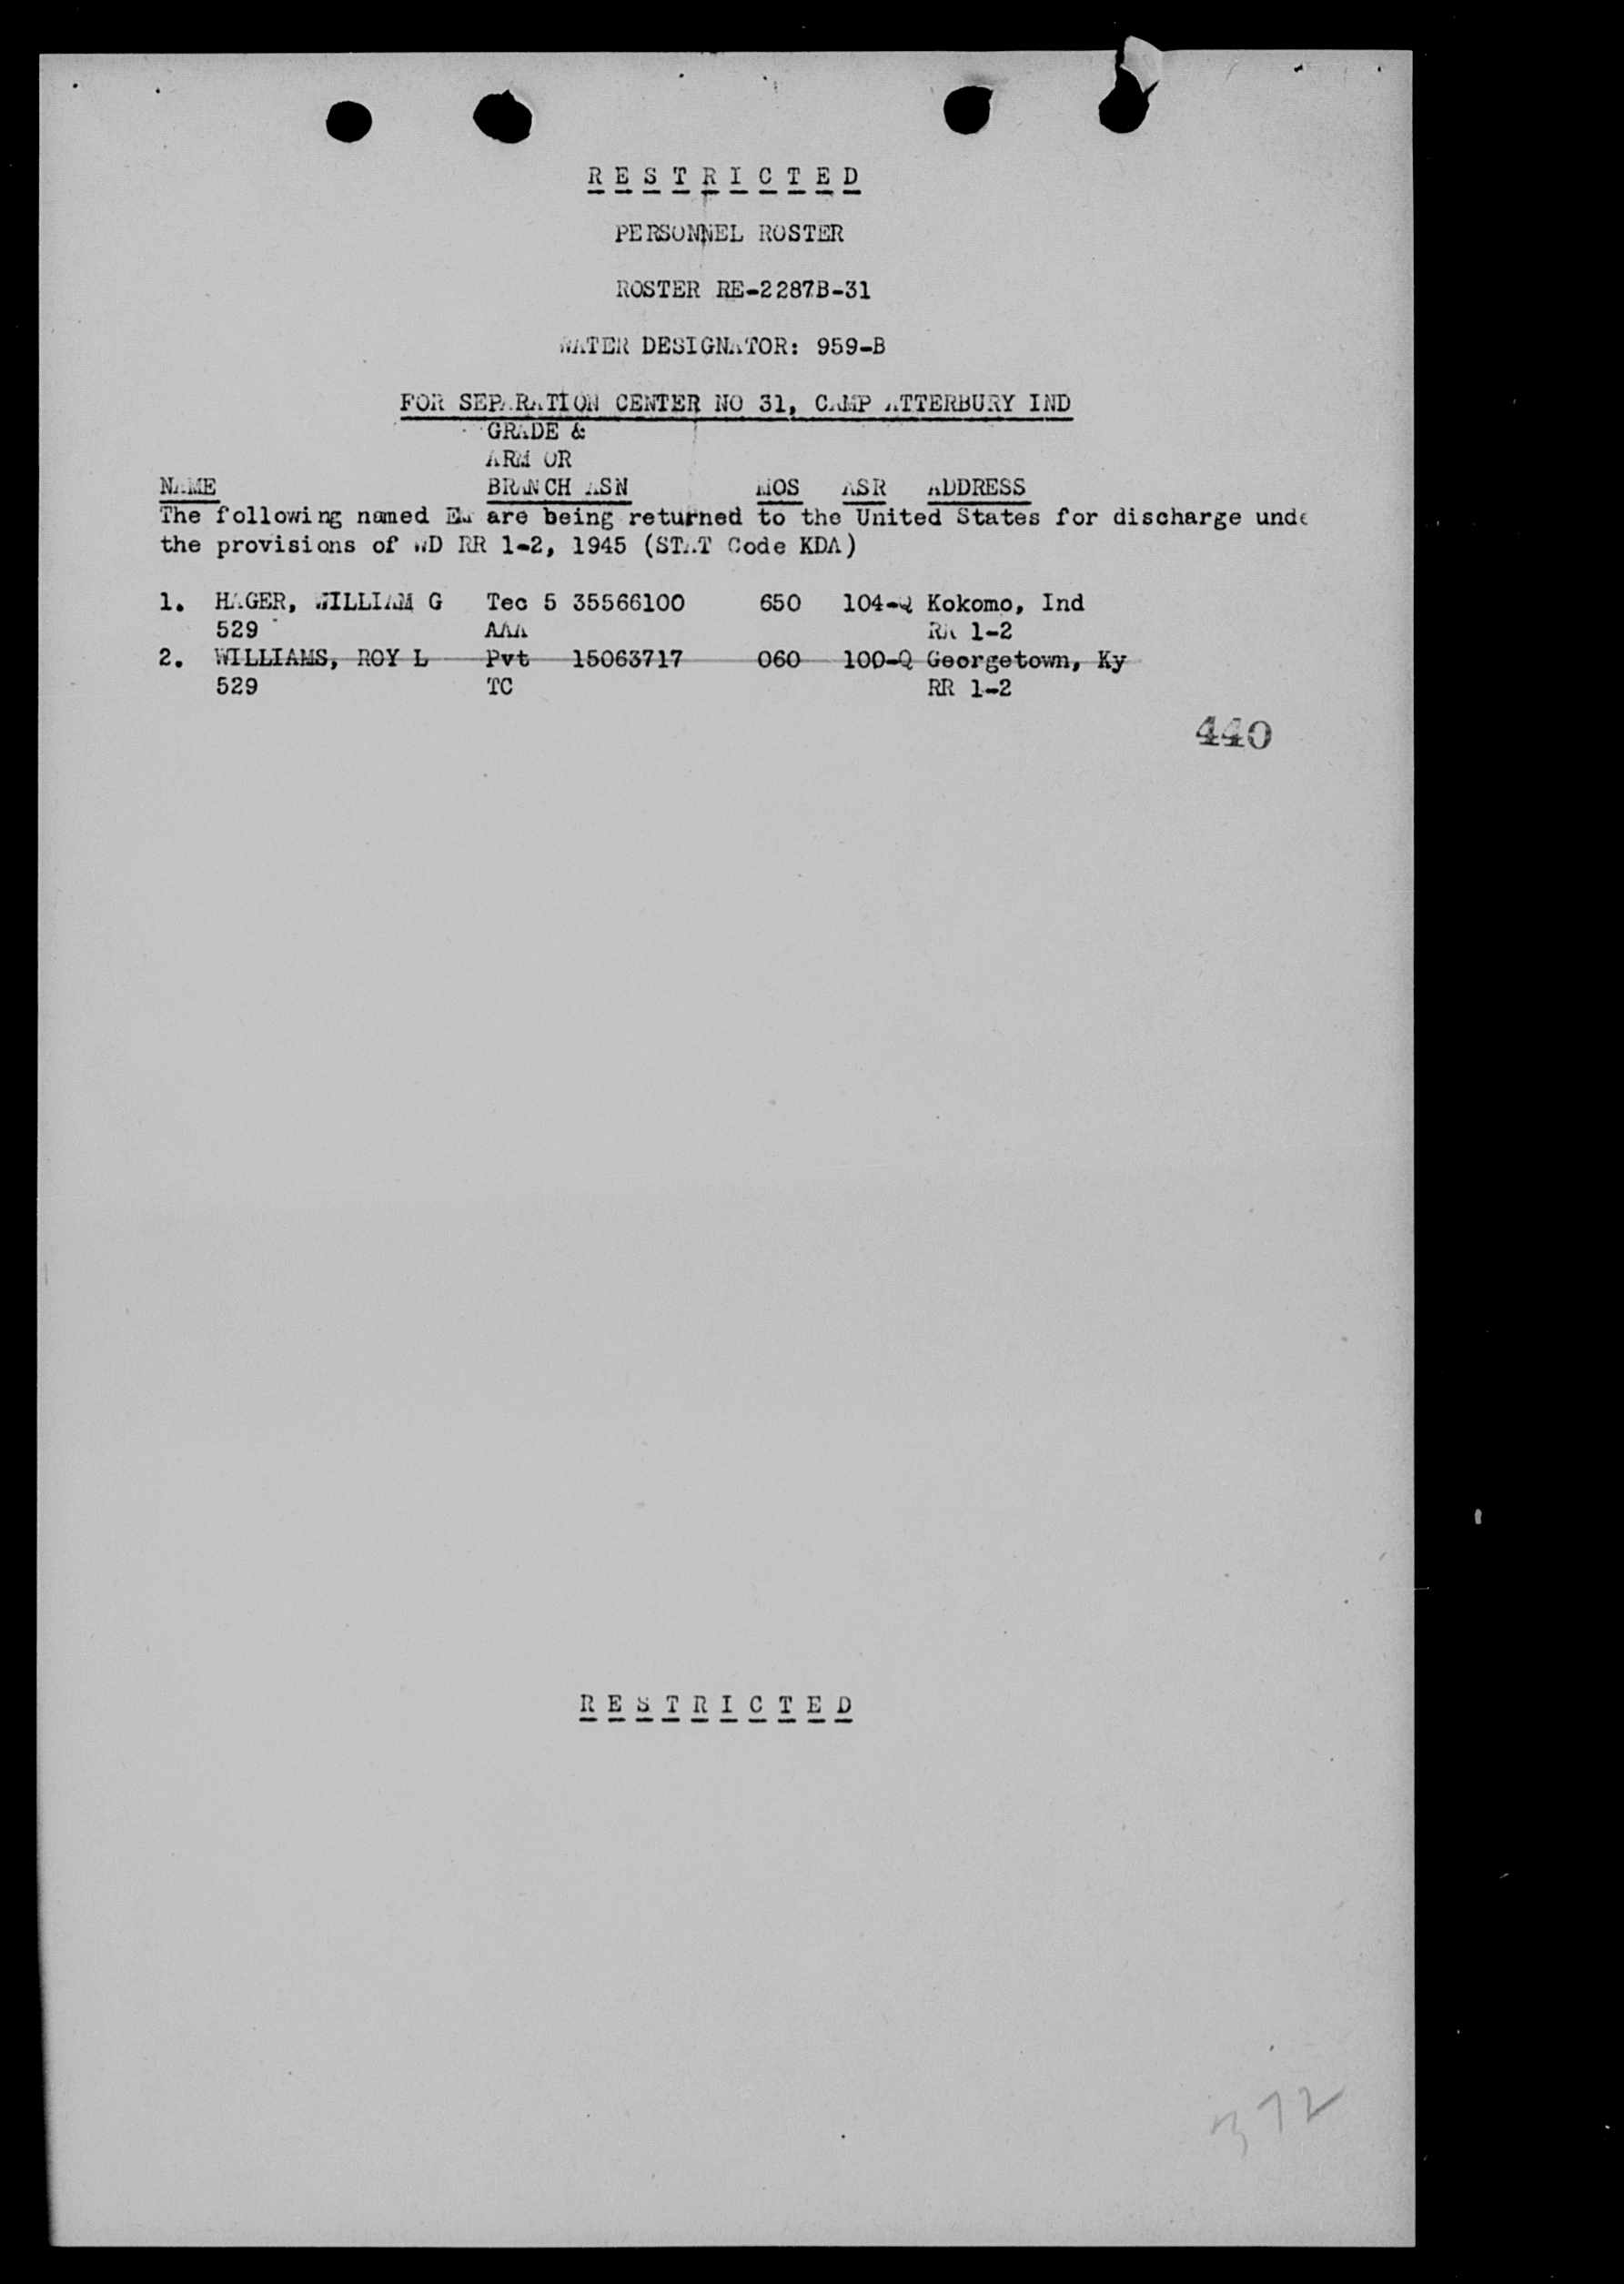 R E S T R I C T E D
PERSONNEL ROSTER
ROSTER RE-2287B-31
WATER DESIGNATOR: 959-B
FOR SEPARATION CENTER NO 31, CAMP ATTERBURY IND
GRADE &
ARM OR
NAME BRANCH ASN MOS ASR ADDRESS
The following named EM are being returned to the United States for discharge unde
the provisions of WD RR 1-2, 1945 (STAT Code KDA)
1. HAGER, WILLIAM G Tec 5 35566100 650 104-Q Kokomo, Ind
529 AAA RR 1-2
2. WILLIAMS, ROY L Pvt 15063717 060 100-Q Georgetown, Ky
529 TC RR 1-2
440
R E S T R I C T E D
372